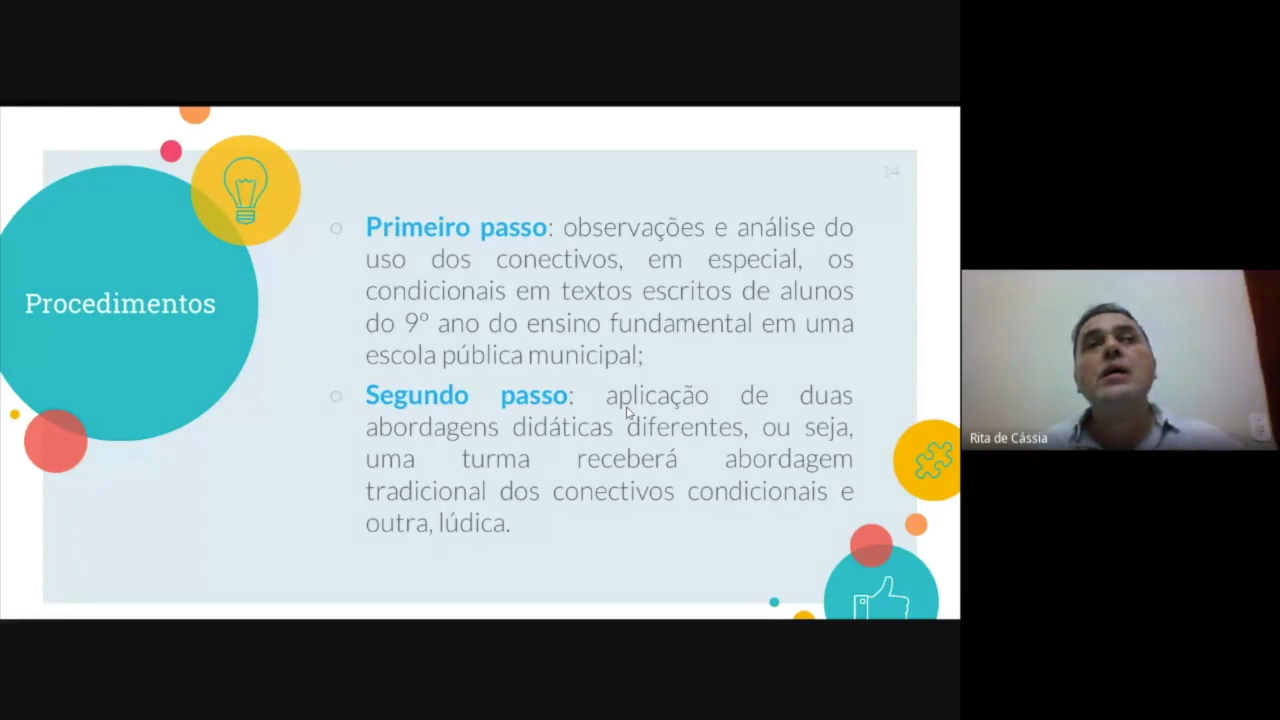 14
Procedimentos
Primeiro passo: observações e análise do
uso dos conectivos, em especial, os
condicionais em textos escritos de alunos
do 9º ano do ensino fundamental em uma
escola pública municipal;
Segundo passo: aplicação de duas
abordagens didáticas diferentes, ou seja,
uma turma receberá abordagem
tradicional dos conectivos condicionais e
outra, lúdica.
Rita de Cássia